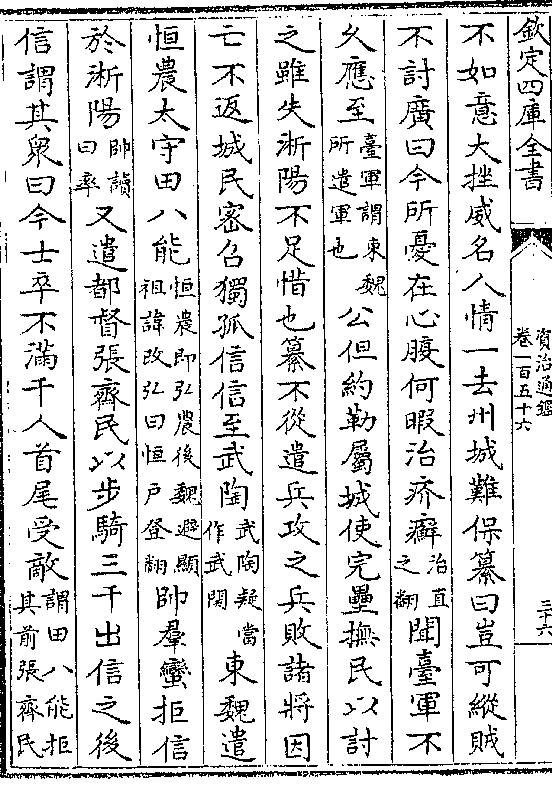 欽定四庫全書
資治通鑑
卷一百五十六
三十六
不如意大挫威名人情一去州城難保纂曰豈可縱賊
不討廣曰今所憂在心腹何暇治疥癬治直之翻聞臺軍不
久應至臺軍謂東魏所遣軍也公但約勒屬城使完壘撫民以討
之雖失淅陽不足惜也纂不從遣兵攻之兵敗諸將因
亡不返城民密召獨孤信信至武陶武陶疑當作武關東魏遣
恒農太守田八能恒農即弘農後魏避顯祖諱改弘曰恒戶登翻帥羣蠻拒信
於淅陽帥讀曰率又遣都督張齊民以步騎三千出信之後
信謂其衆曰今士卒不滿千人首尾受敵謂田八能拒其前張齊民